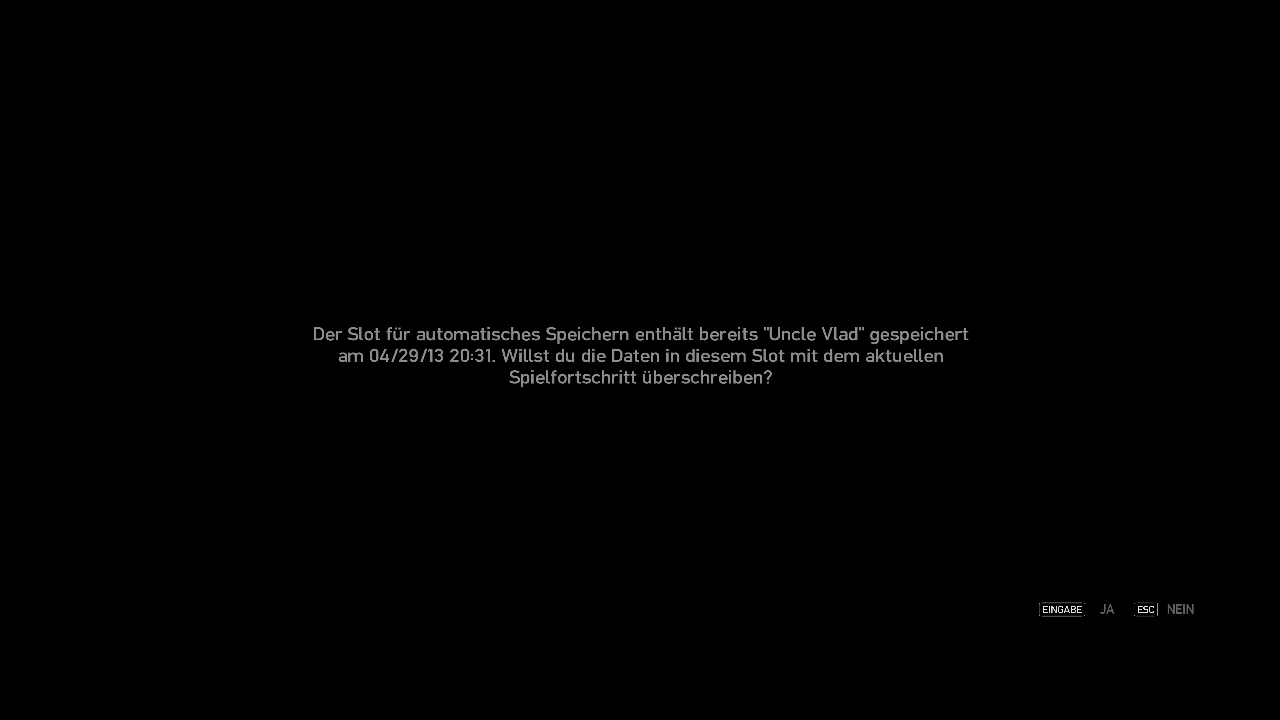 Der Slot für automatisches Speichern enthält bereits "Uncle Vlad" gespeichert
am 04/29/13 20:31. Willst du die Daten in diesem Slot mit dem aktuellen
Spielfortschritt überschreiben?
EINGABE JA ESC NEIN